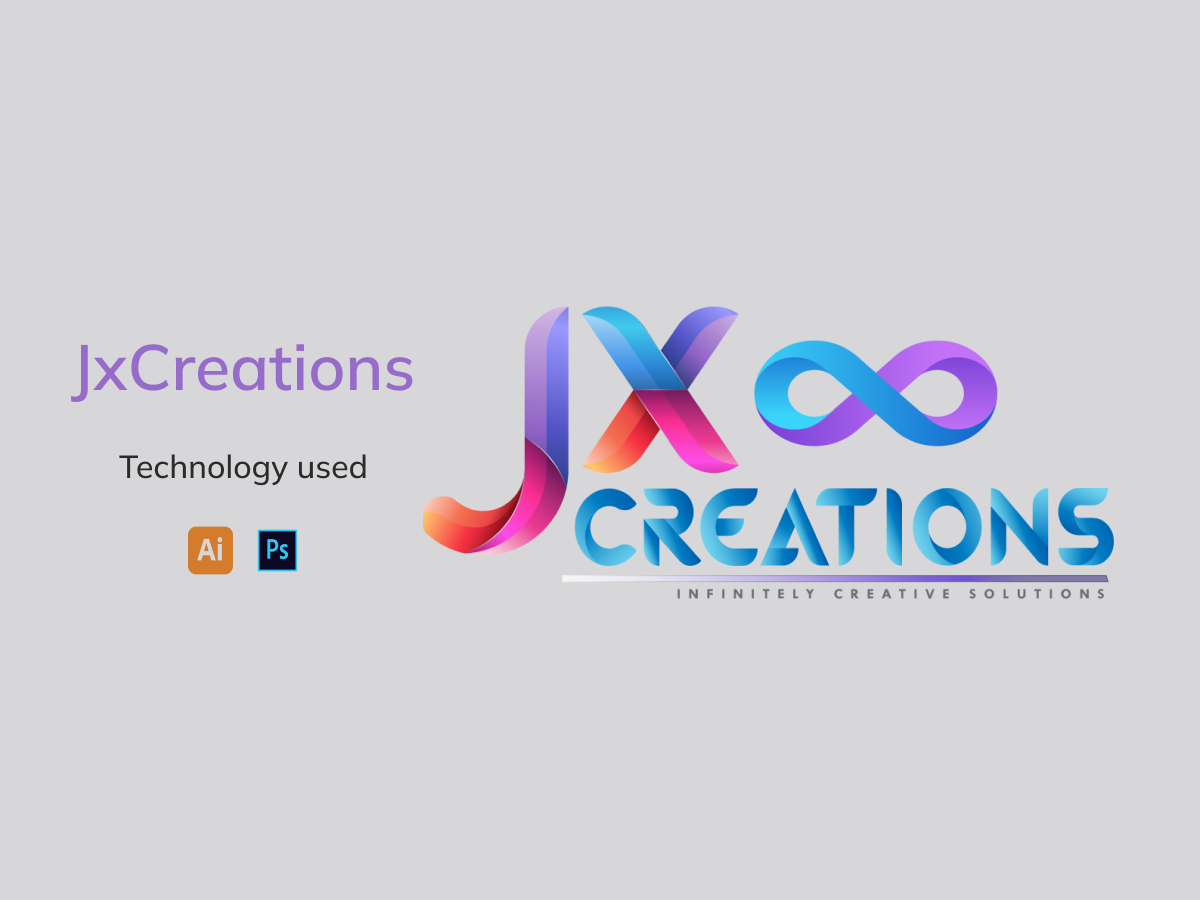 JxCreations
Technology used
Ai Ps
JX
CREATIONS
INFINITELY CREATIVE SOLUTIONS